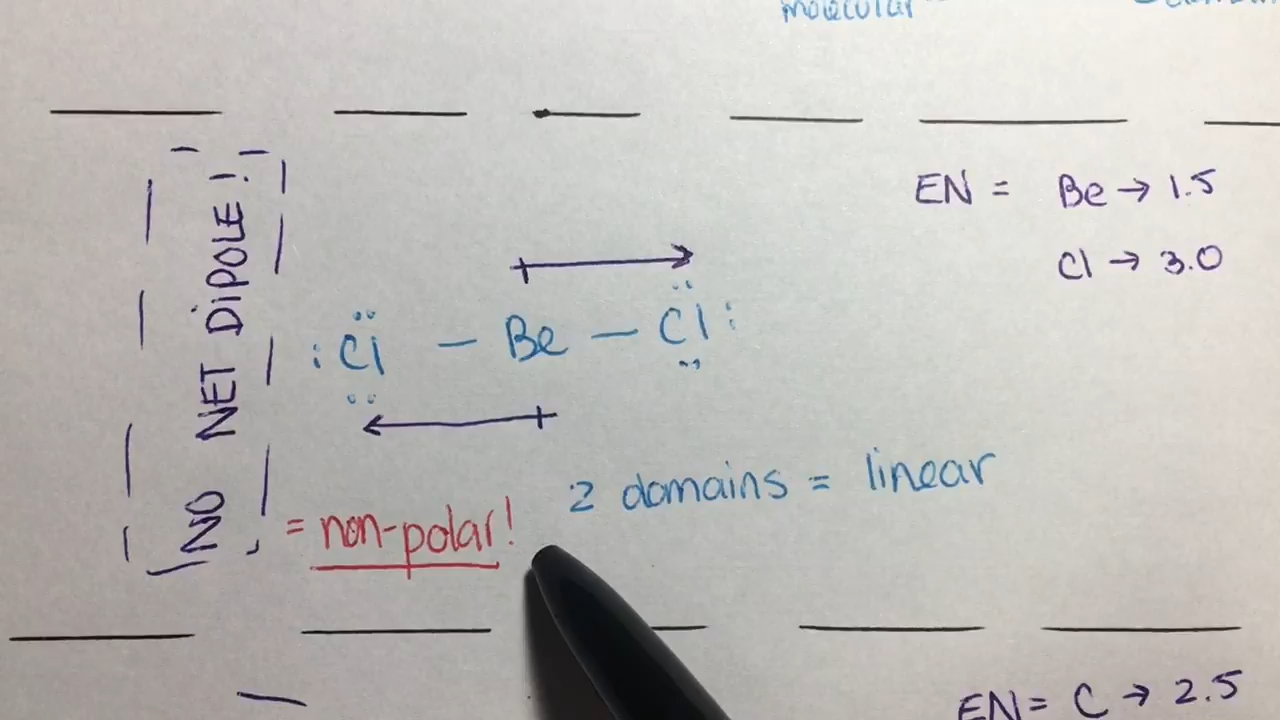 molecular
EN = Be → 1.5
Cl → 3.0
NO NET DIPOLE!
:Cl — Be — Cl:
2 domains = linear
= non-polar!
EN = C → 2.5